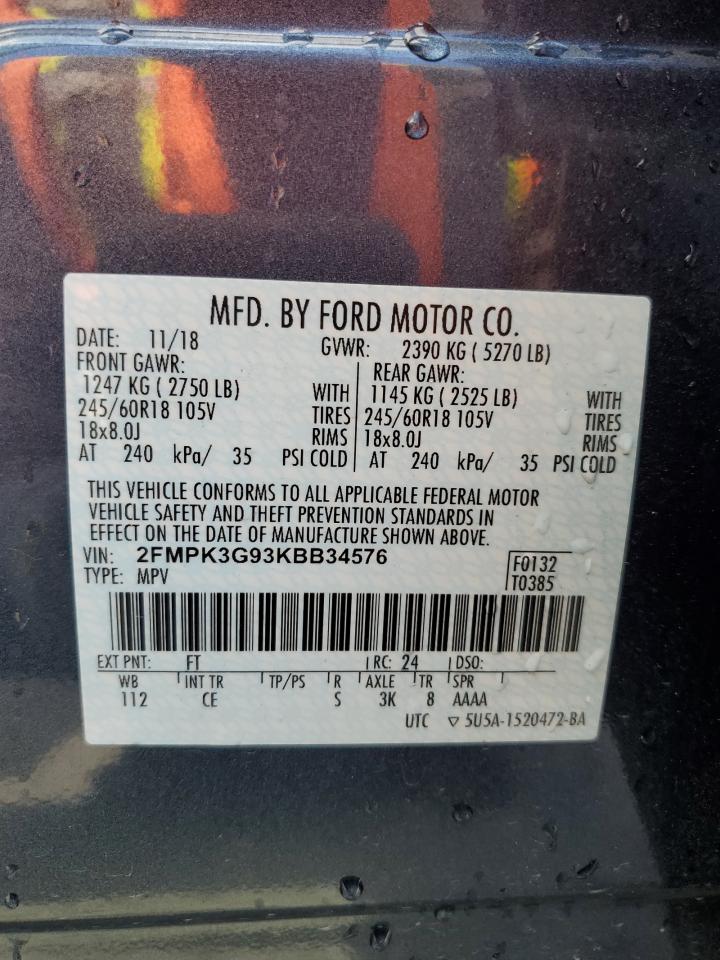 MFD. BY FORD MOTOR CO.
DATE: 11/18 GVWR: 2390 KG ( 5270 LB)
FRONT GAWR: REAR GAWR:
1247 KG ( 2750 LB) WITH 1145 KG ( 2525 LB) WITH
245/60R18 105V TIRES 245/60R18 105V TIRES
18x8.0J RIMS 18x8.0J RIMS
AT 240 kPa/ 35 PSI COLD AT 240 kPa/ 35 PSI COLD
THIS VEHICLE CONFORMS TO ALL APPLICABLE FEDERAL MOTOR
VEHICLE SAFETY AND THEFT PREVENTION STANDARDS IN
EFFECT ON THE DATE OF MANUFACTURE SHOWN ABOVE.
VIN: 2FMPK3G93KBB34576 F0132
TYPE: MPV T0385
EXT PNT: FT RC: 24 DSO:
WB INT TR TP/PS R AXLE TR SPR
112 CE S 3K 8 AAAA
UTC ▽ 5U5A-1520472-BA